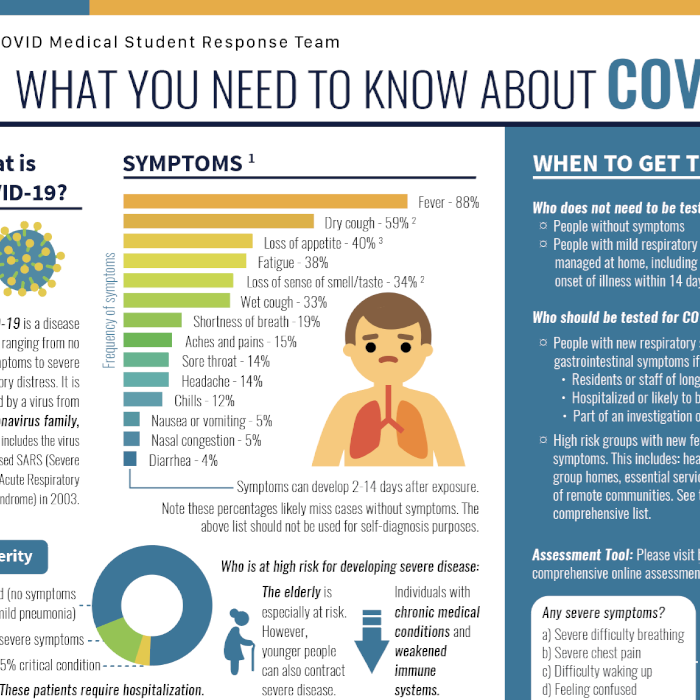 OVID Medical Student Response Team
WHAT YOU NEED TO KNOW ABOUT COV
at is
VID-19?
-19 is a disease
ranging from no
mptoms to severe
ory distress. It is
d by a virus from
navirus family,
includes the virus
sed SARS (Severe
Acute Respiratory
ndrome) in 2003.
SYMPTOMS 1
Frequency of symptoms
Fever - 88%
Dry cough - 59% 2
Loss of appetite - 40% 3
Fatigue - 38%
Loss of sense of smell/taste - 34% 2
Wet cough - 33%
Shortness of breath - 19%
Aches and pains - 15%
Sore throat - 14%
Headache - 14%
Chills - 12%
Nausea or vomiting - 5%
Nasal congestion - 5%
Diarrhea - 4%
Symptoms can develop 2-14 days after exposure.
Note these percentages likely miss cases without symptoms. The
above list should not be used for self-diagnosis purposes.
erity
d (no symptoms
mild pneumonia)
severe symptoms
5% critical condition
These patients require hospitalization.
Who is at high risk for developing severe disease:
The elderly is
especially at risk.
However,
younger people
can also contract
severe disease.
Individuals with
chronic medical
conditions and
weakened
immune
systems.
WHEN TO GET T
Who does not need to be test
People without symptoms
People with mild respiratory
managed at home, including
onset of illness within 14 day
Who should be tested for CO
People with new respiratory s
gastrointestinal symptoms if
• Residents or staff of long
• Hospitalized or likely to b
• Part of an investigation o
High risk groups with new fe
symptoms. This includes: hea
group homes, essential servic
of remote communities. See t
comprehensive list.
Assessment Tool: Please visit
comprehensive online assessmen
Any severe symptoms?
a) Severe difficulty breathing
b) Severe chest pain
c) Difficulty waking up
d) Feeling confused